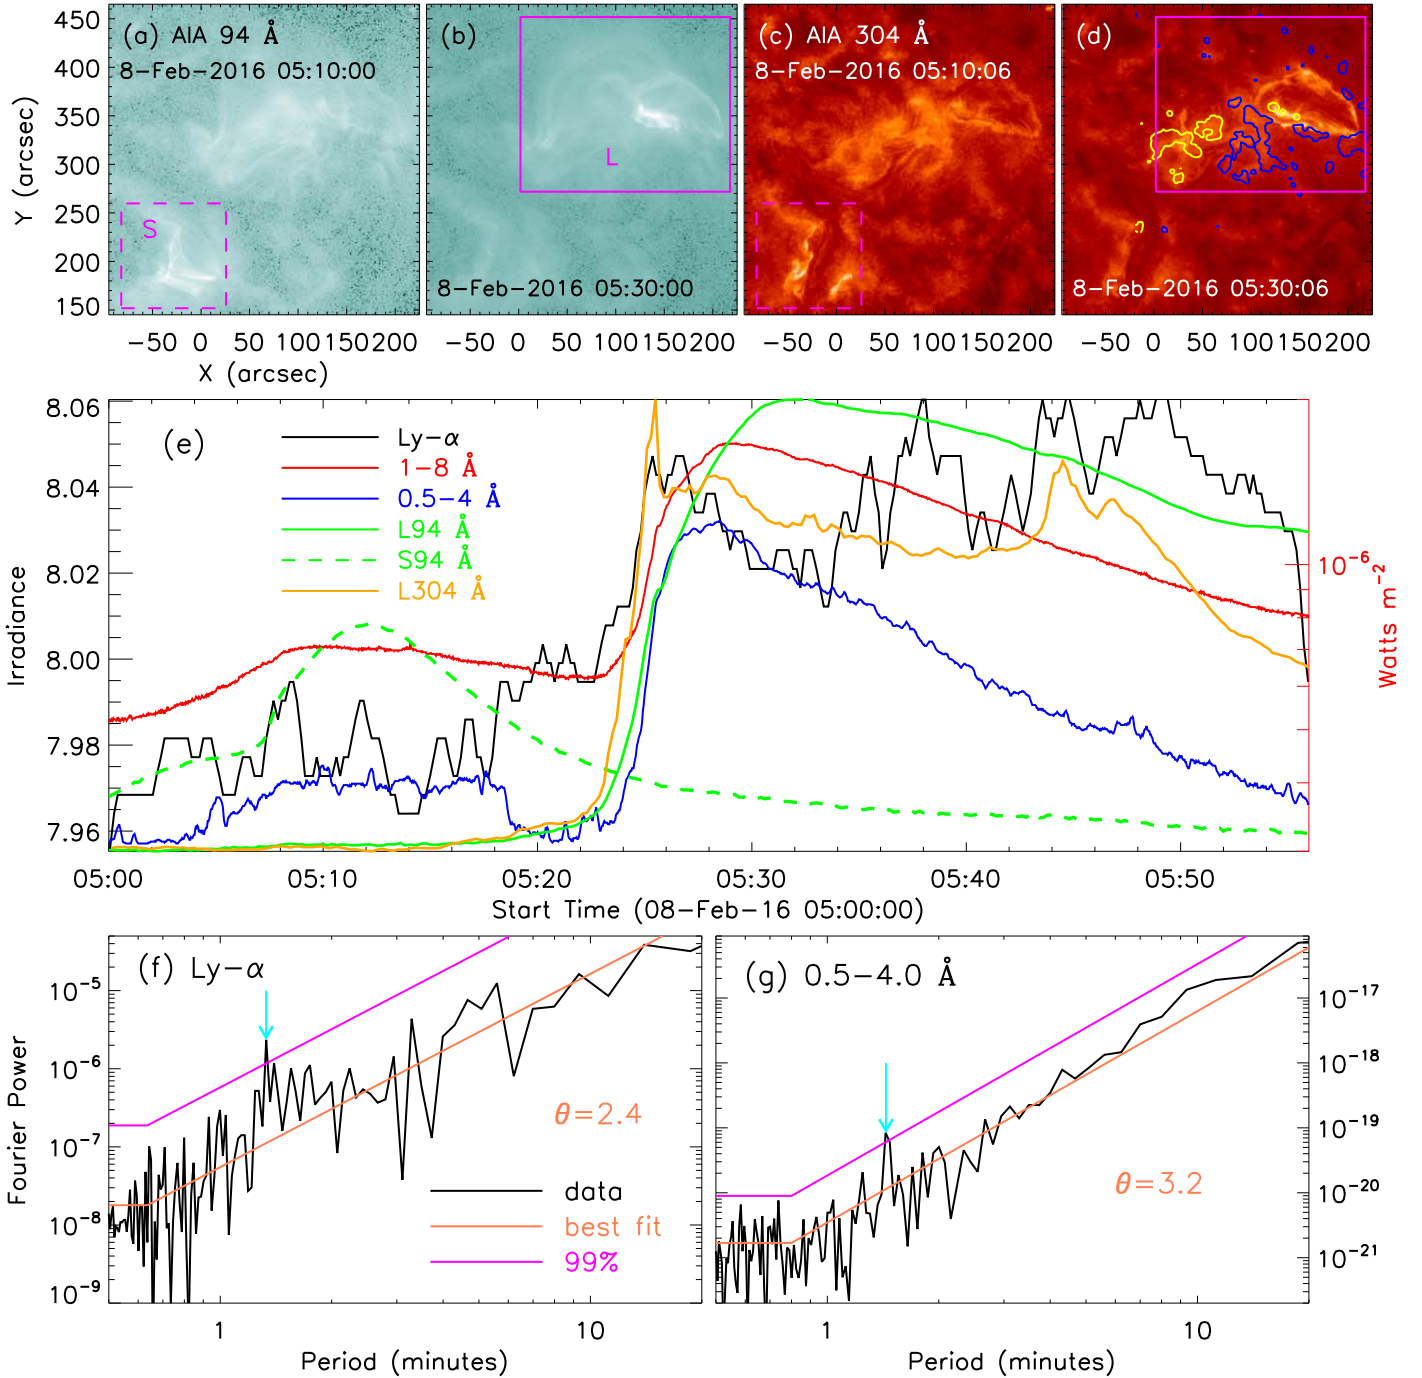 (a) AIA 94 Å
8-Feb-2016 05:10:00
S
(b)
L
8-Feb-2016 05:30:00
(c) AIA 304 Å
8-Feb-2016 05:10:06
(d)
8-Feb-2016 05:30:06
450
400
350
300
250
200
150
Y (arcsec)
-50 0 50 100 150 200
-50 0 50 100 150 200
-50 0 50 100 150 200
-50 0 50 100 150 200
X (arcsec)
(e)
Ly-α
1-8 Å
0.5-4 Å
L94 Å
S94 Å
L304 Å
8.06
8.04
8.02
8.00
7.98
7.96
Irradiance
10⁻⁶
Watts m⁻²
05:00 05:10 05:20 05:30 05:40 05:50
Start Time (08-Feb-16 05:00:00)
(f) Ly-α
θ=2.4
data
best fit
99%
10⁻⁵
10⁻⁶
10⁻⁷
10⁻⁸
10⁻⁹
Fourier Power
1 10
Period (minutes)
(g) 0.5-4.0 Å
θ=3.2
10⁻¹⁷
10⁻¹⁸
10⁻¹⁹
10⁻²⁰
10⁻²¹
1 10
Period (minutes)